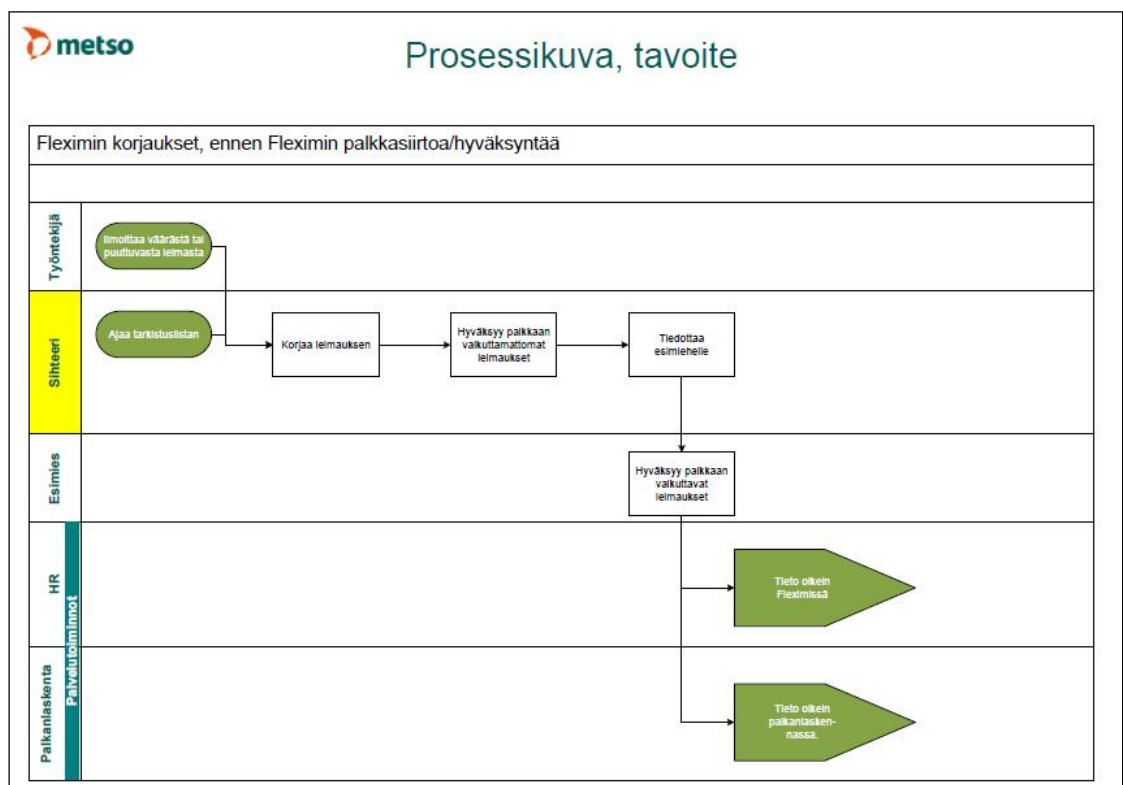 metso
Prosessikuva, tavoite
Fleximin korjaukset, ennen Fleximin palkkasiirtoa/hyväksyntää
Työntekijä
Ilmoittaa väärästä tai
puuttuvasta leimasta
Sihteeri
Ajaa tarkistuslistan
Korjaa leimauksen
Hyväksyy palkkaan
vaikuttamattomat
leimaukset
Tiedottaa
esimiehelle
Esimies
Hyväksyy palkkaan
vaikuttavat
leimaukset
HR
Palvelutoiminnot
Tieto oikein
Fleximissä
Palkanlaskenta
Tieto oikein
palkanlasken-
nassa.